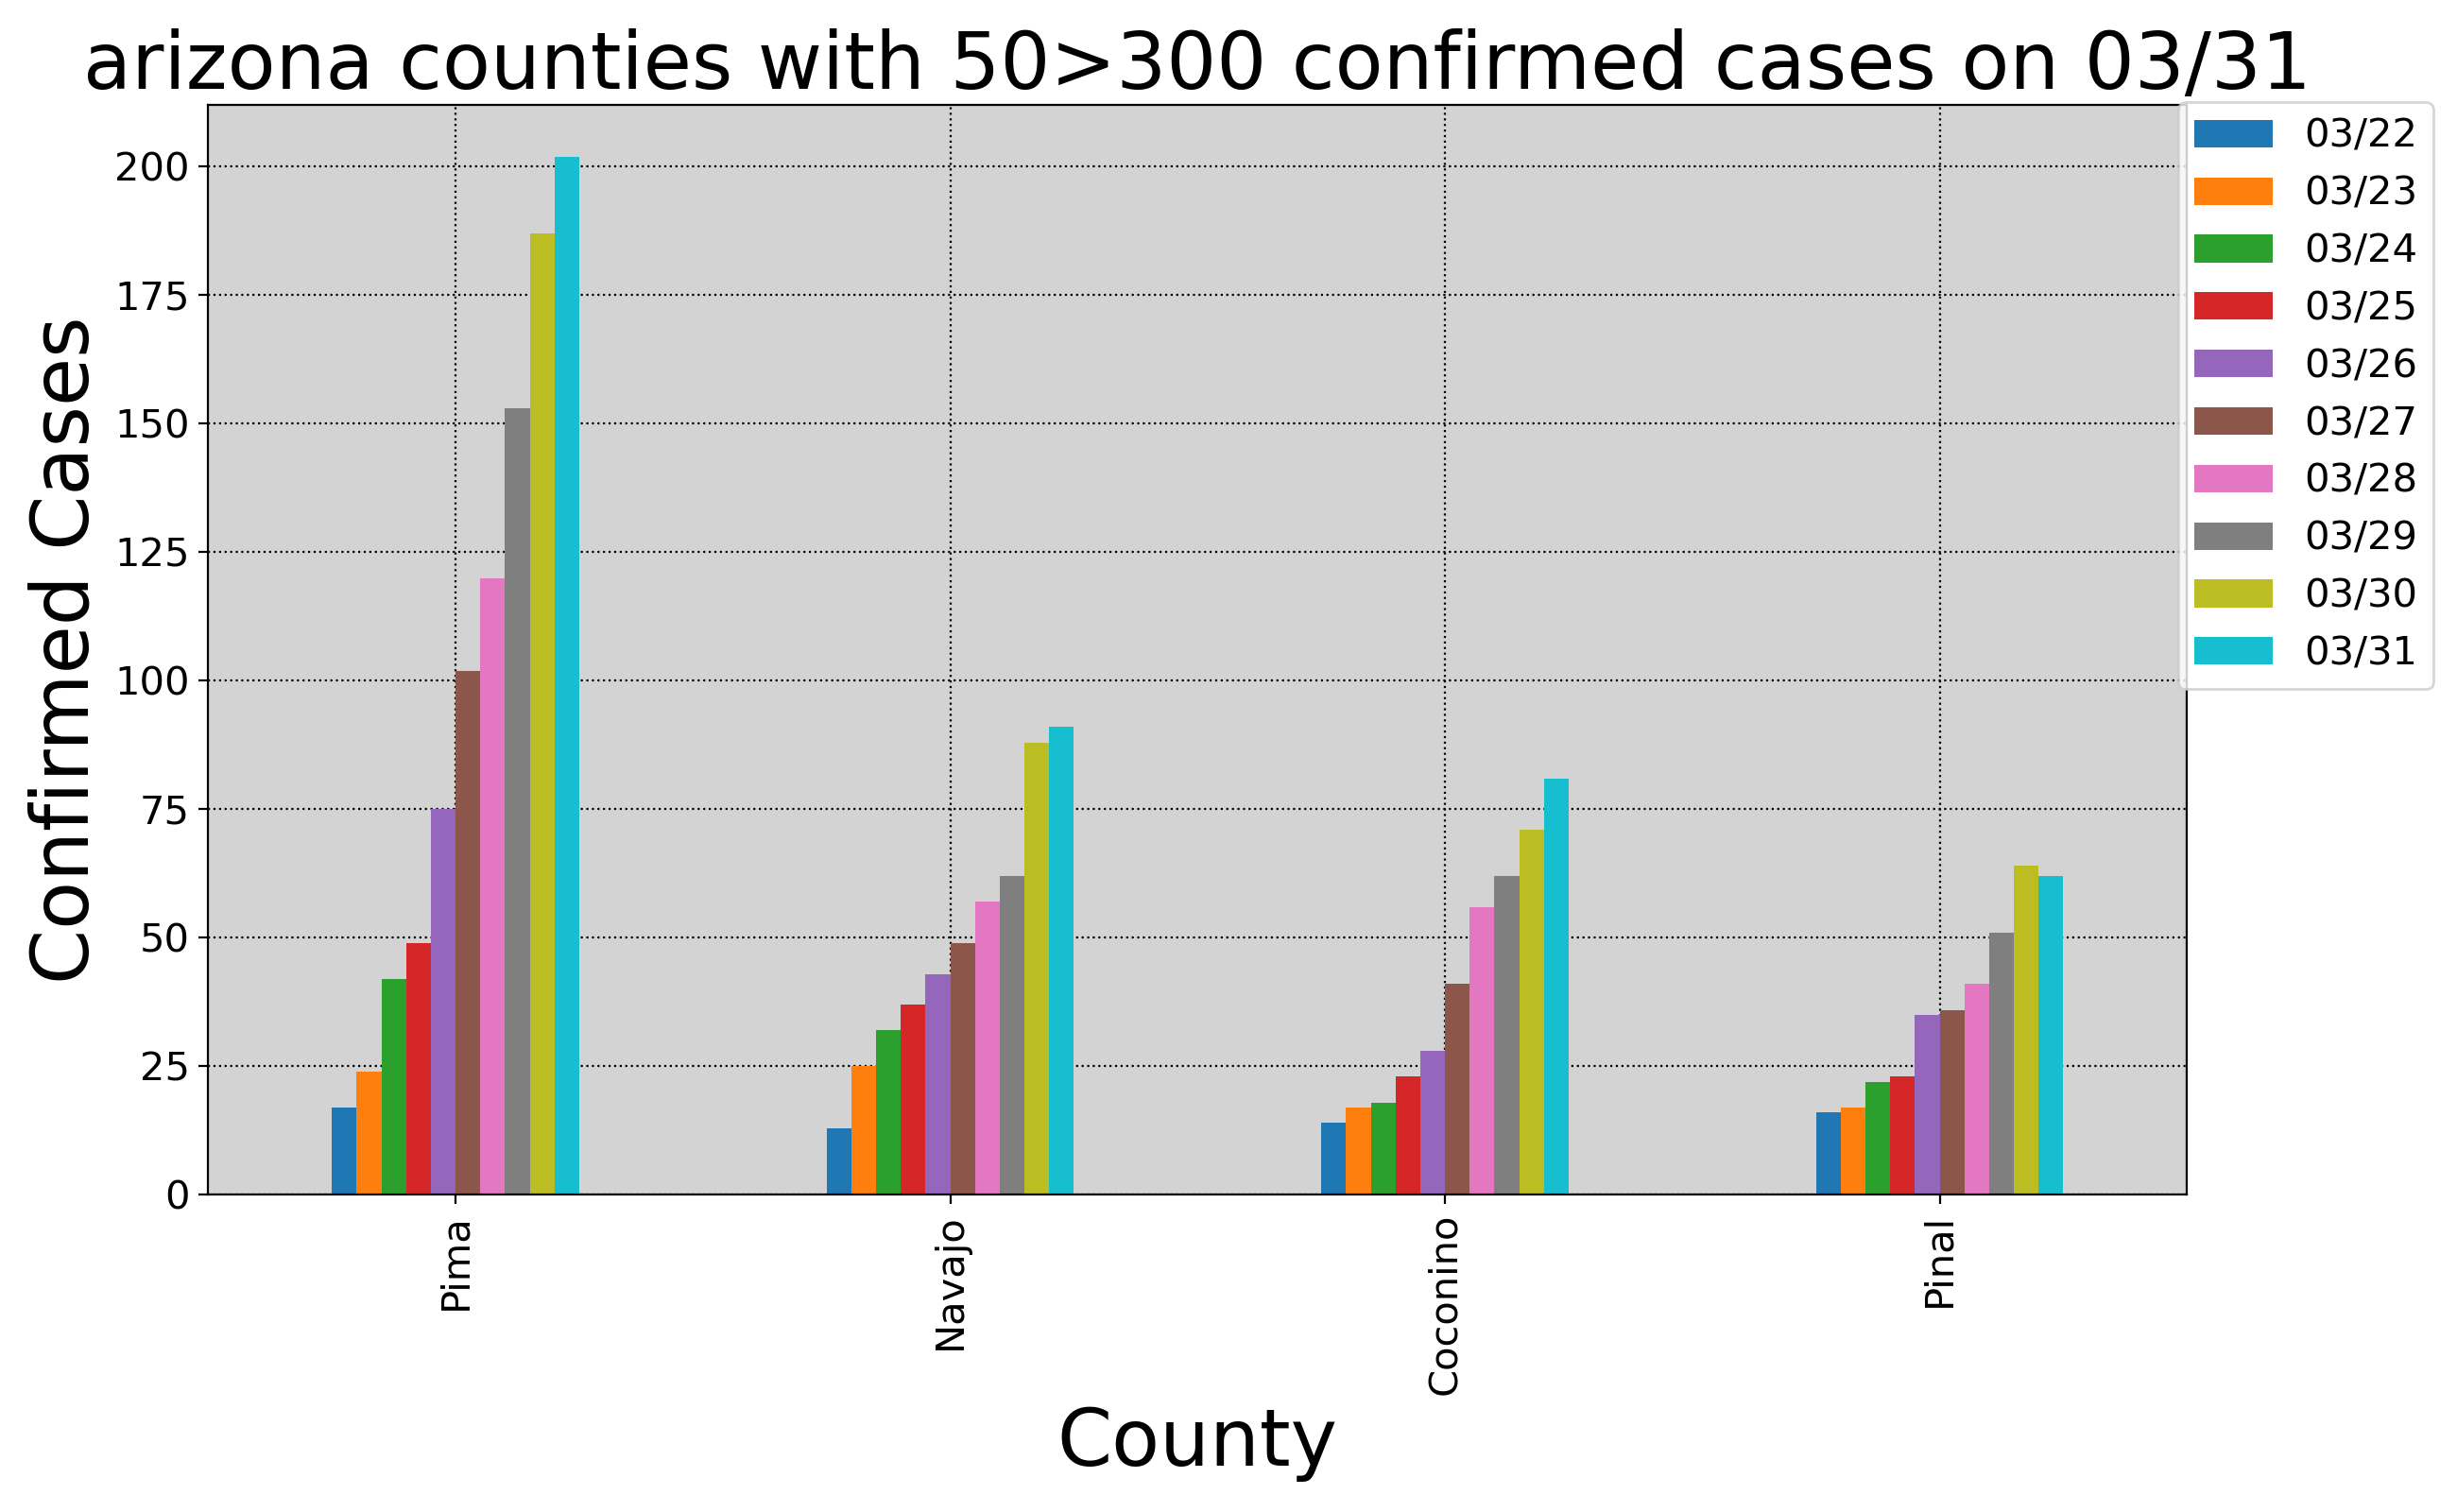 arizona counties with 50>300 confirmed cases on 03/31
Confirmed Cases
200
175
150
125
100
75
50
25
0
03/22
03/23
03/24
03/25
03/26
03/27
03/28
03/29
03/30
03/31
Pima
Navajo
Coconino
Pinal
County